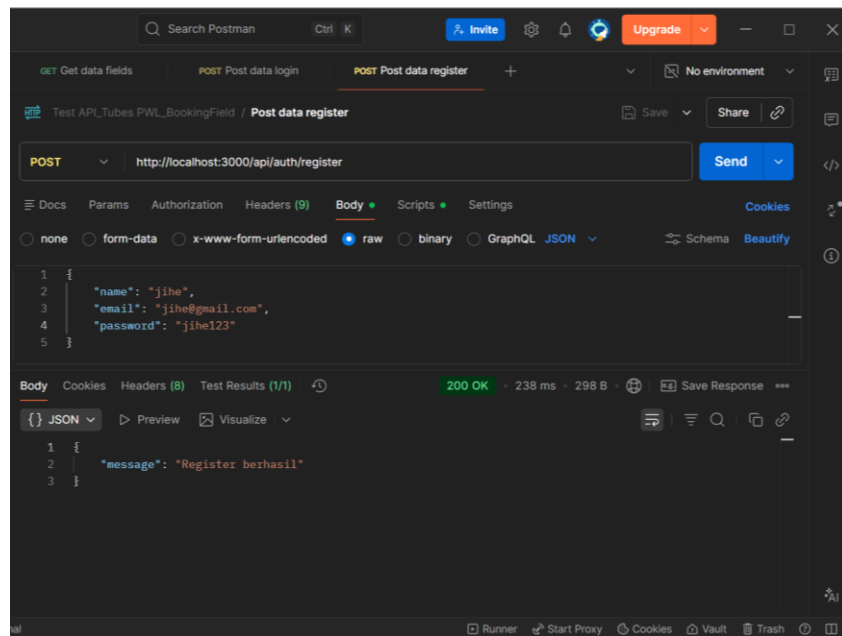 Search Postman Ctrl K Invite Upgrade
GET Get data fields POST Post data login POST Post data register No environment
HTTP Test API_Tubes PWL_BookingField / Post data register Save Share
POST http://localhost:3000/api/auth/register Send
Docs Params Authorization Headers (9) Body Scripts Settings Cookies
none form-data x-www-form-urlencoded raw binary GraphQL JSON Schema Beautify
1 {
2 "name": "jihe",
3 "email": "jihe@gmail.com",
4 "password": "jihe123"
5 }
Body Cookies Headers (8) Test Results (1/1) 200 OK 238 ms 298 B Save Response
{} JSON Preview Visualize
1 {
2 "message": "Register berhasil"
3 }
AI
nal Runner Start Proxy Cookies Vault Trash